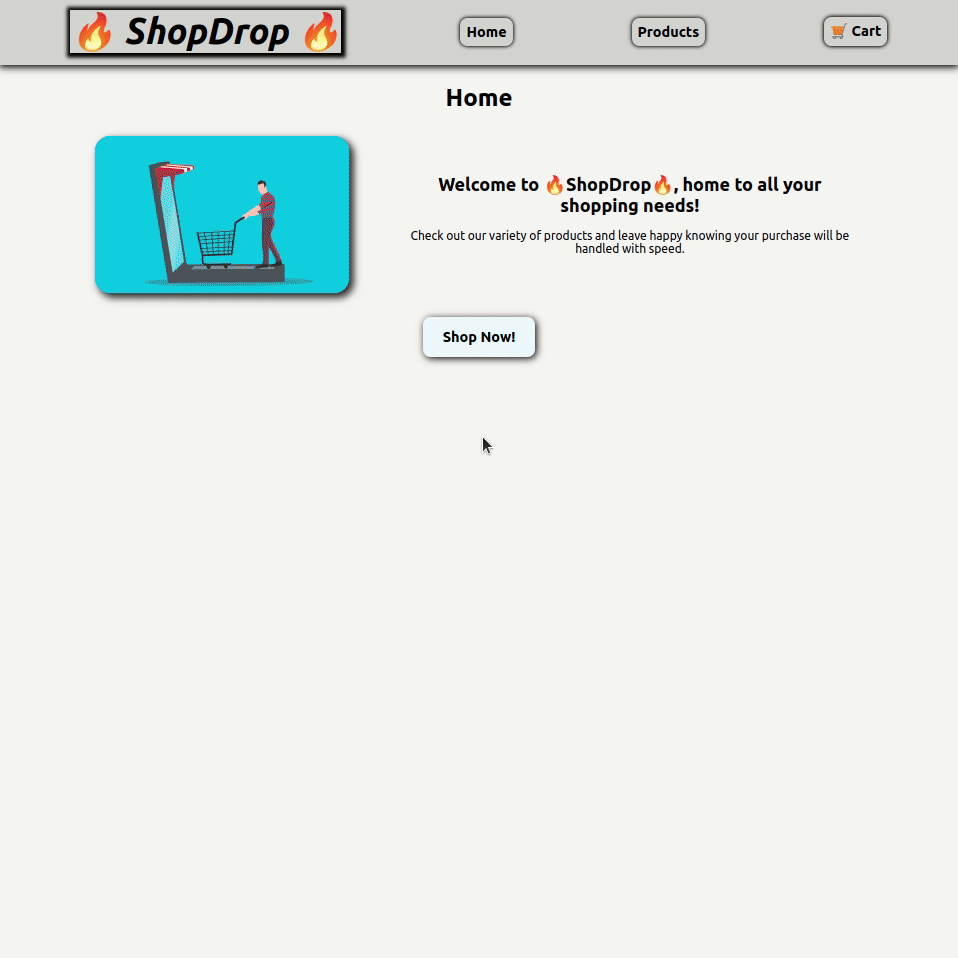 🔥 ShopDrop 🔥
Home
Products
🛒 Cart
Home
Welcome to 🔥ShopDrop🔥, home to all your
shopping needs!
Check out our variety of products and leave happy knowing your purchase will be
handled with speed.
Shop Now!